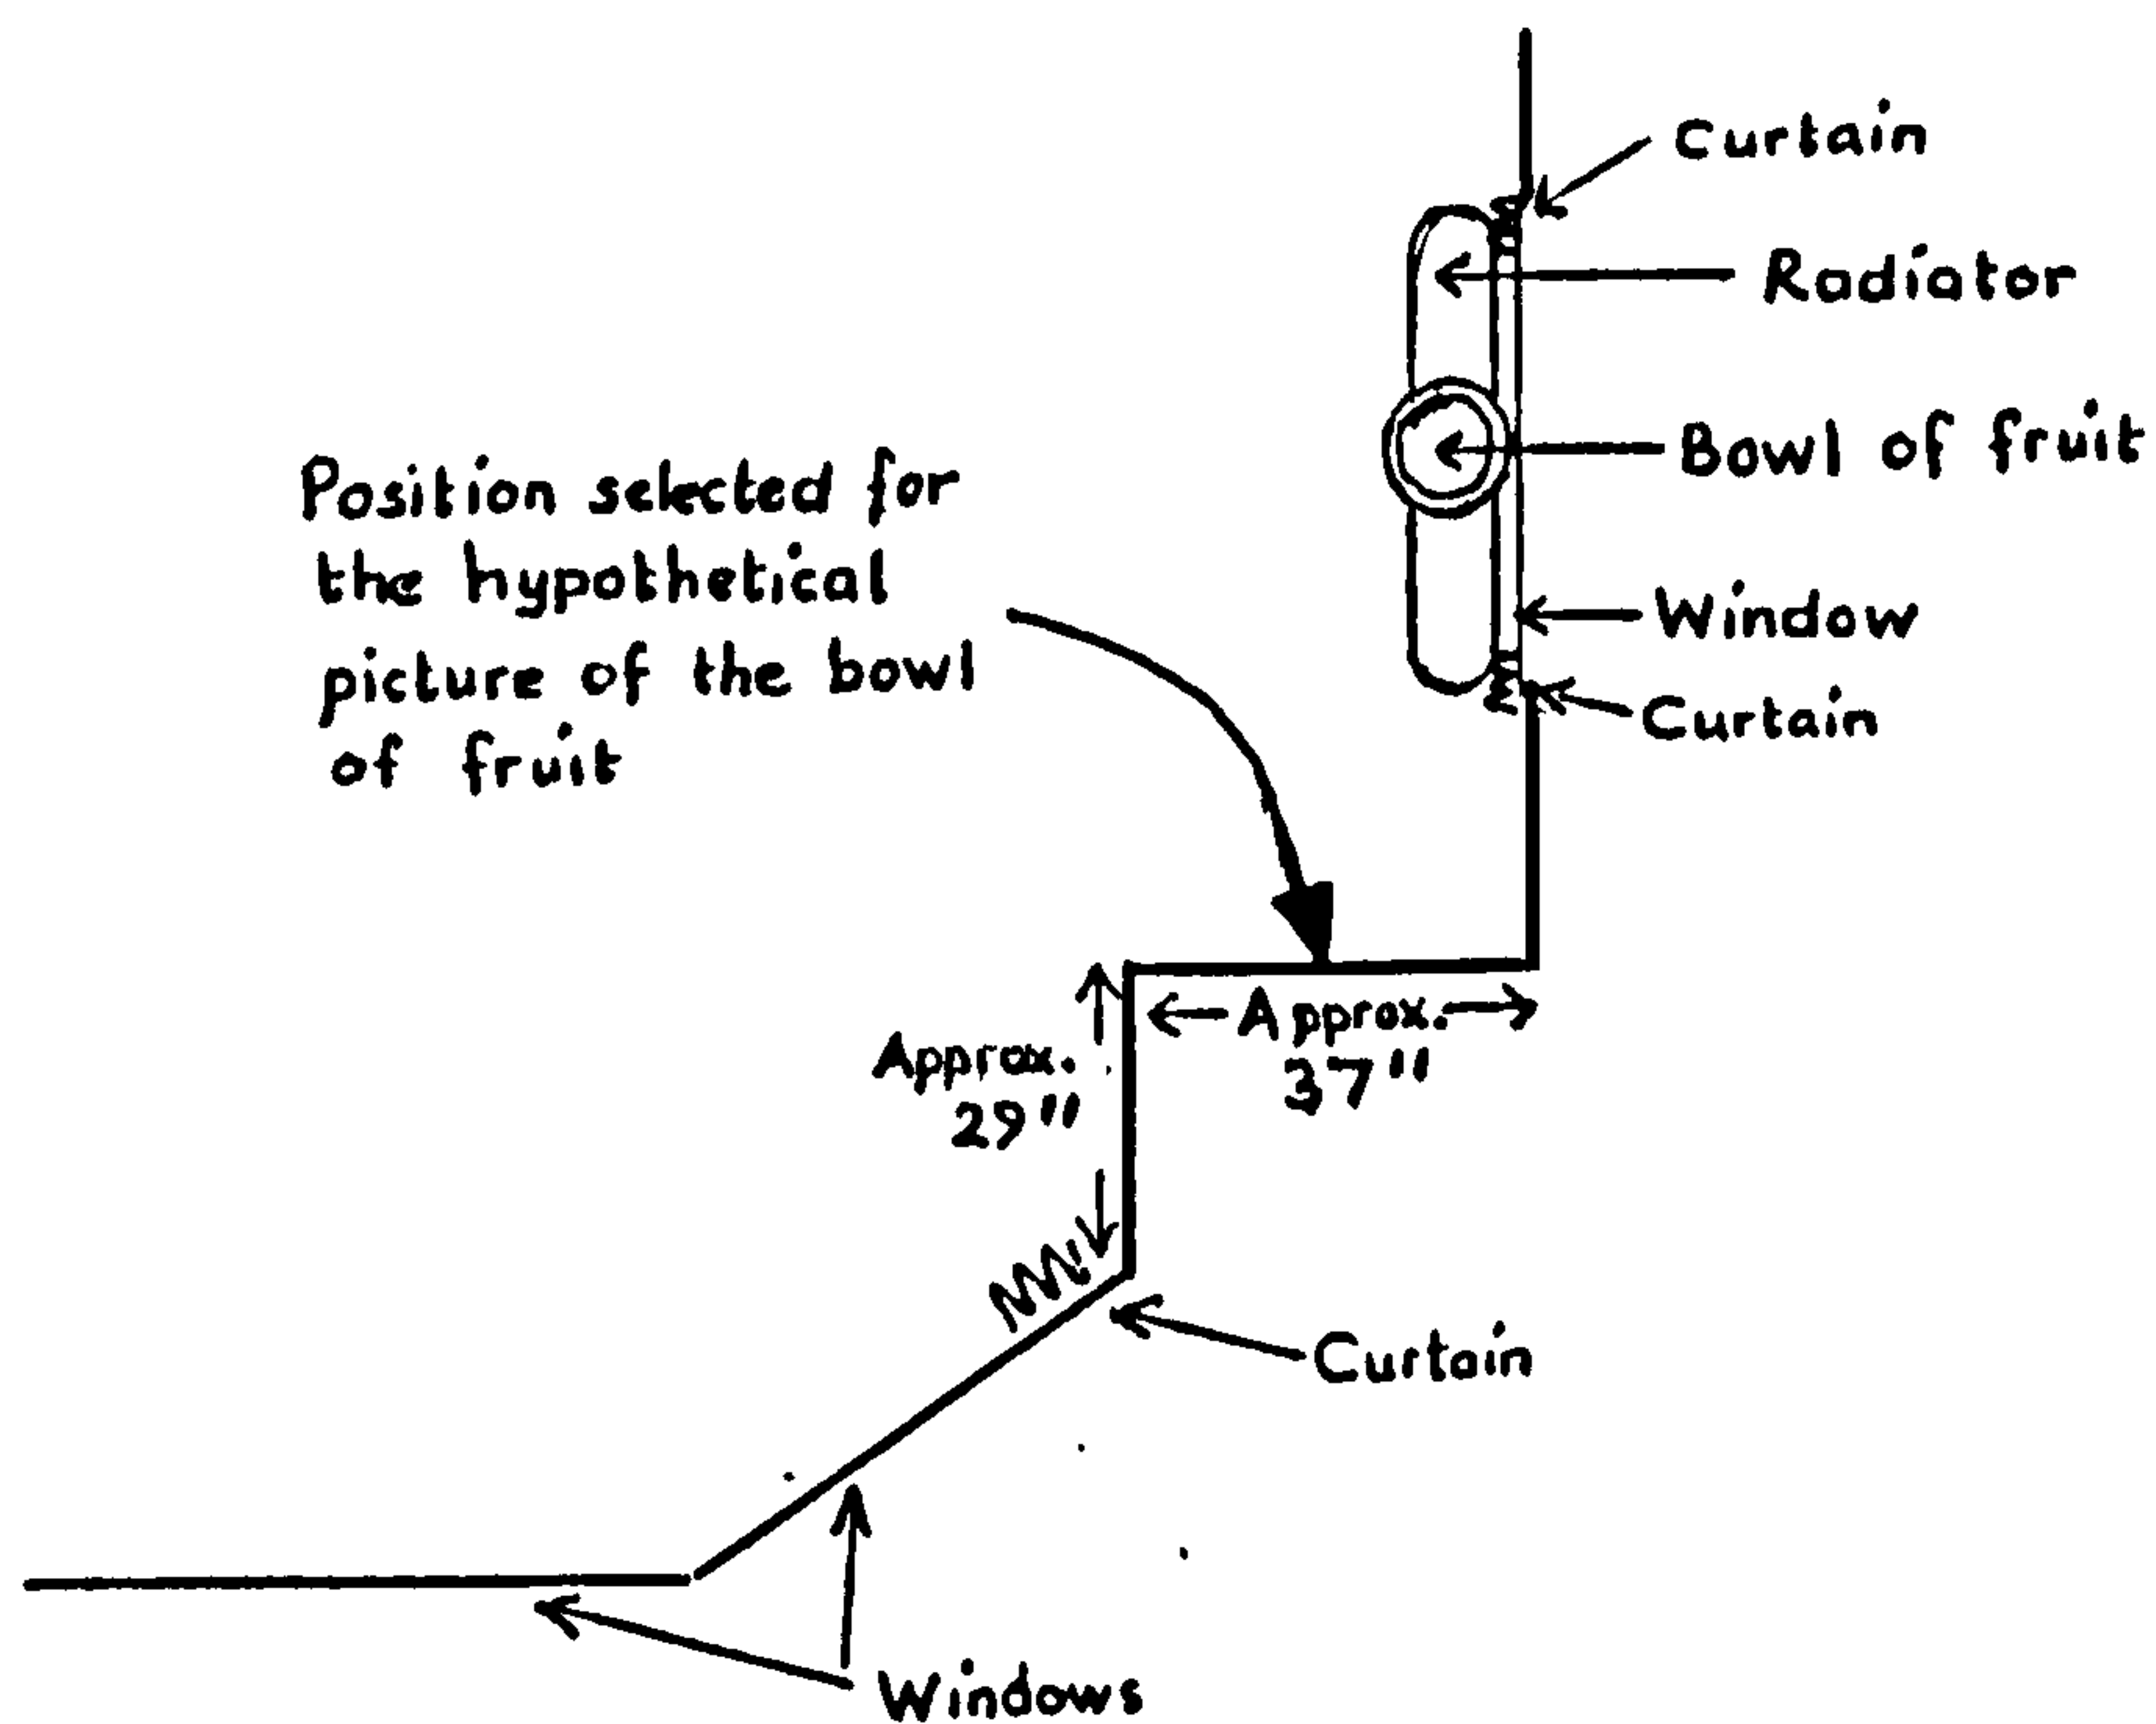 Curtain
Radiator
Bowl of fruit
Position selected for
the hypothetical
picture of the bowl
of fruit
Window
Curtain
Approx.
37"
Approx.
29"
Curtain
Windows